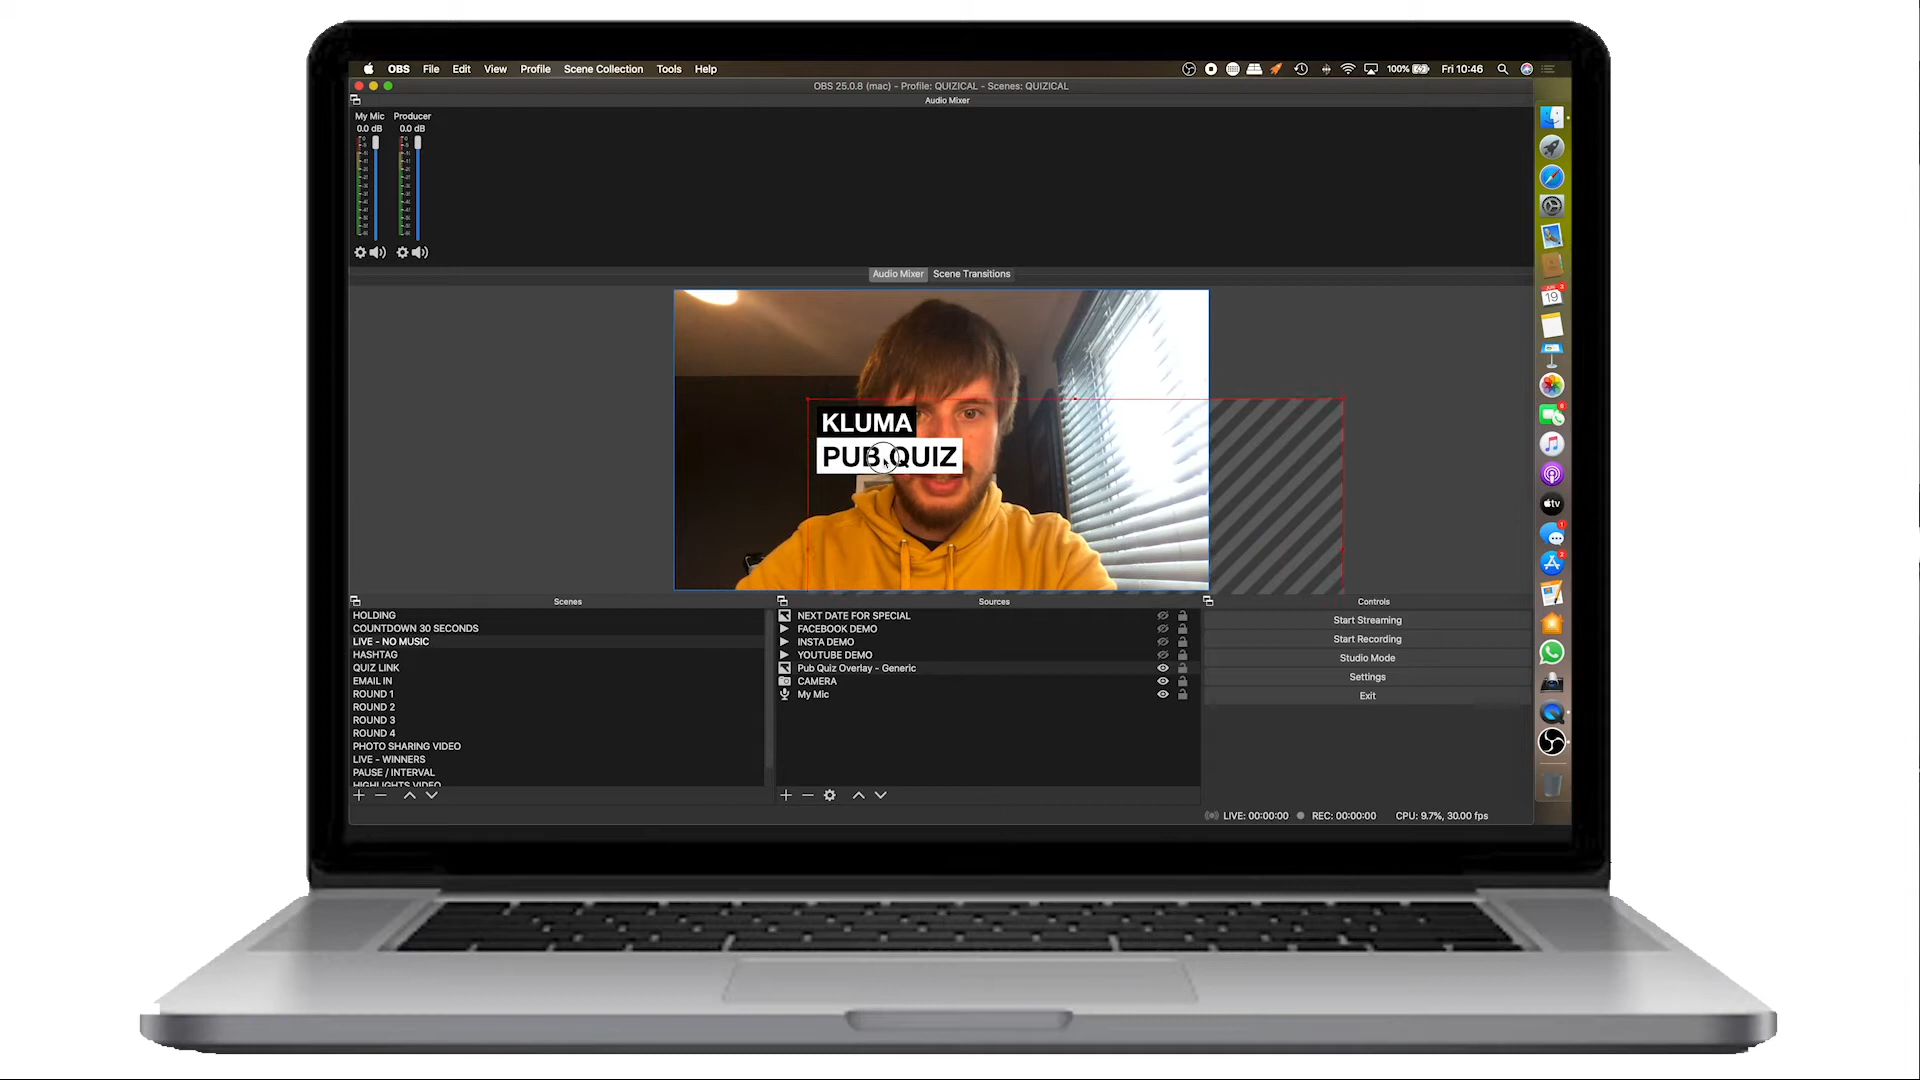 OBS File Edit View Profile Scene Collection Tools Help 100% Fri 10:46
OBS 25.0.8 (mac) - Profile: QUIZICAL - Scenes: QUIZICAL
Audio Mixer
My Mic Producer
0.0 dB 0.0 dB
Audio Mixer Scene Transitions
KLUMA
PUB QUIZ
Scenes
HOLDING
COUNTDOWN 30 SECONDS
LIVE - NO MUSIC
HASHTAG
QUIZ LINK
EMAIL IN
ROUND 1
ROUND 2
ROUND 3
ROUND 4
PHOTO SHARING VIDEO
LIVE - WINNERS
PAUSE / INTERVAL
HIGHLIGHTS VIDEO
Sources
NEXT DATE FOR SPECIAL
FACEBOOK DEMO
INSTA DEMO
YOUTUBE DEMO
Pub Quiz Overlay - Generic
CAMERA
My Mic
Controls
Start Streaming
Start Recording
Studio Mode
Settings
Exit
LIVE: 00:00:00 REC: 00:00:00 CPU: 9.7%, 30.00 fps
19
tv